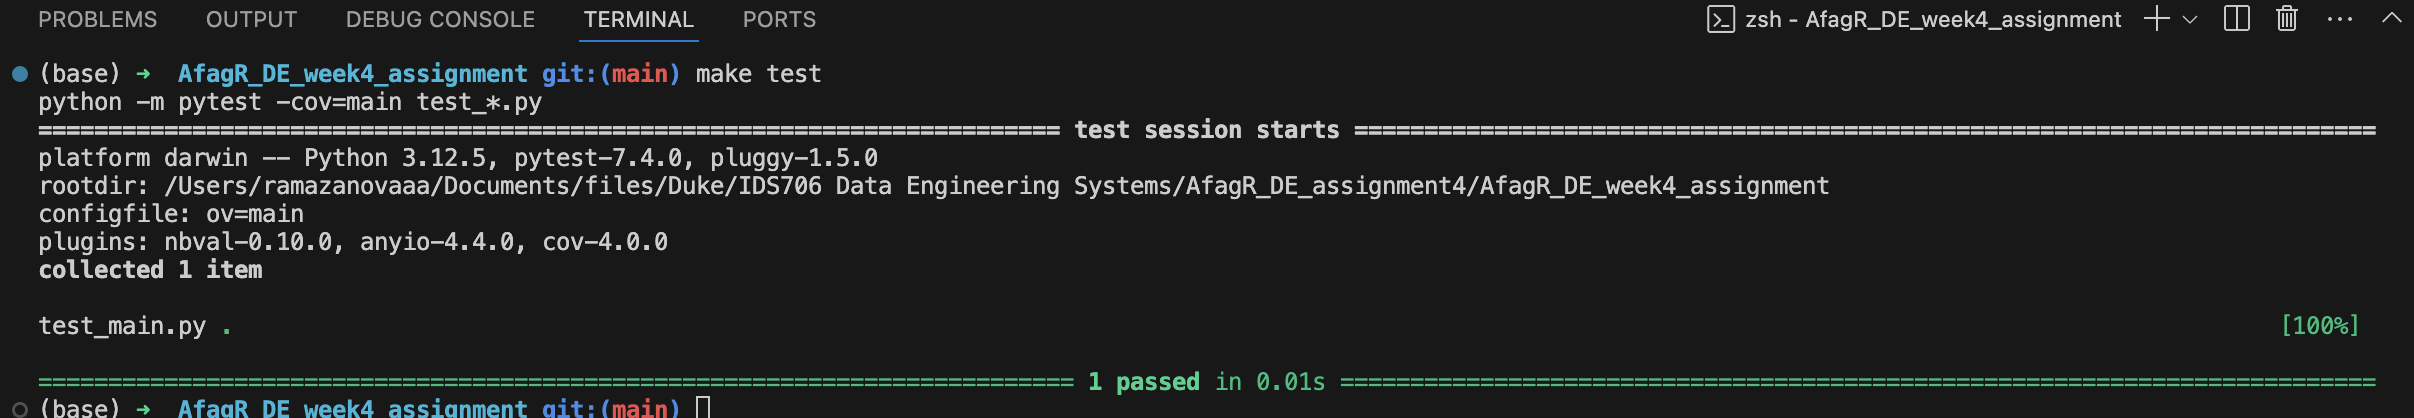 PROBLEMS OUTPUT DEBUG CONSOLE TERMINAL PORTS zsh - AfagR_DE_week4_assignment
(base) ➜ AfagR_DE_week4_assignment git:(main) make test
python -m pytest -cov=main test_*.py
========================================================================= test session starts =========================================================================
platform darwin -- Python 3.12.5, pytest-7.4.0, pluggy-1.5.0
rootdir: /Users/ramazanovaaa/Documents/files/Duke/IDS706 Data Engineering Systems/AfagR_DE_assignment4/AfagR_DE_week4_assignment
configfile: ov=main
plugins: nbval-0.10.0, anyio-4.4.0, cov-4.0.0
collected 1 item
test_main.py . [100%]
========================================================================== 1 passed in 0.01s ==========================================================================
(base) ➜ AfagR_DE_week4_assignment git:(main)